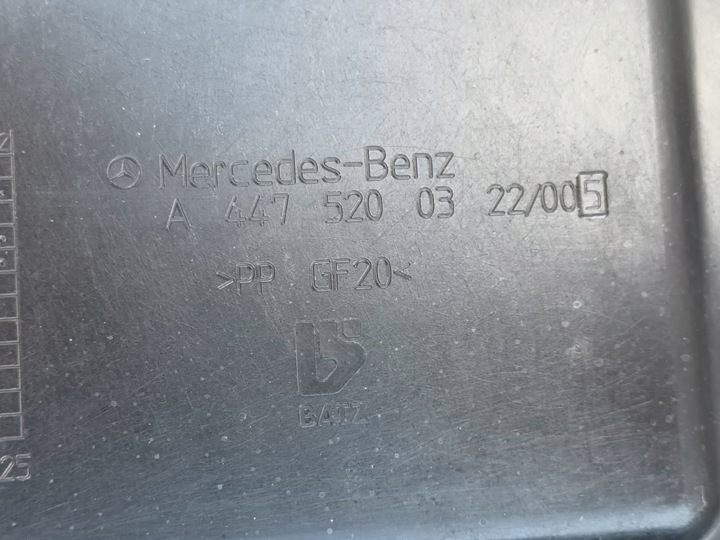 Mercedes-Benz
A 447 520 03 22/005
>PP GF20<
BATZ
25